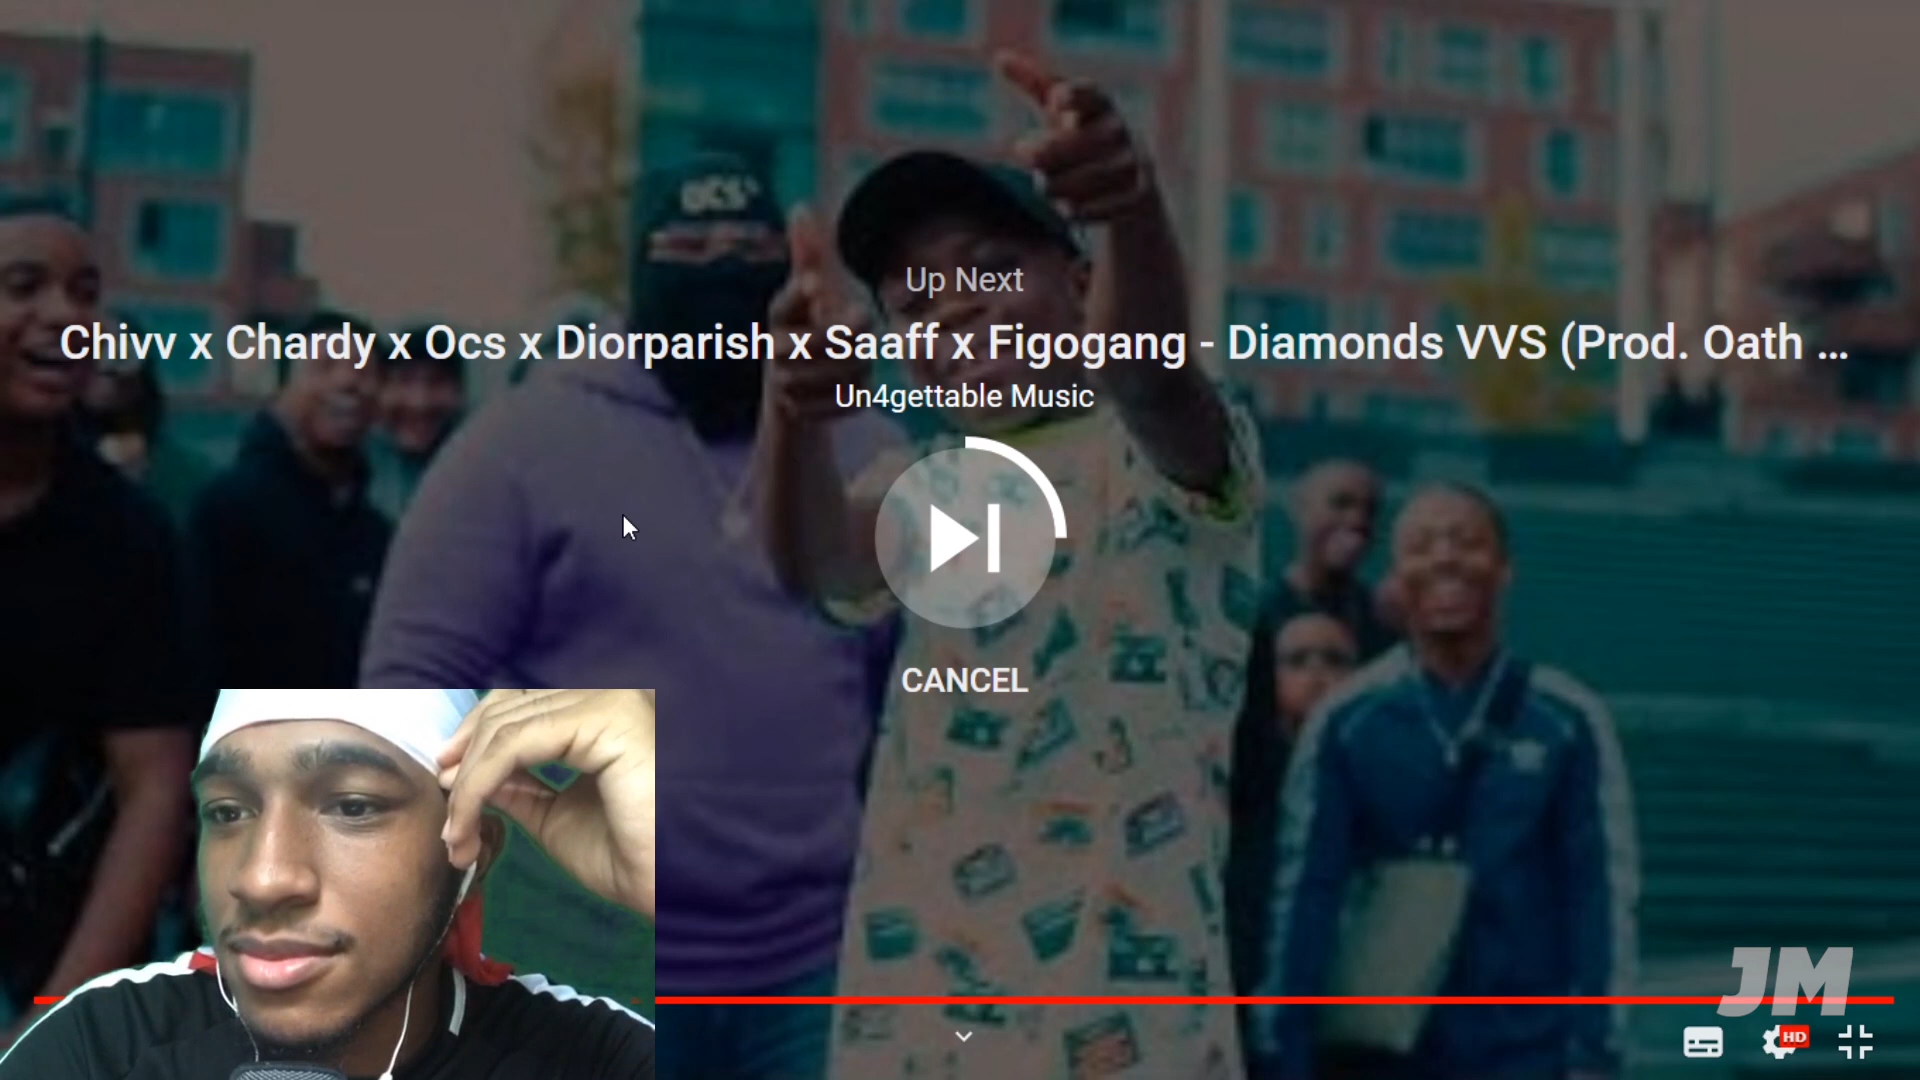 OCS
Up Next
Chivv x Chardy x Ocs x Diorparish x Saaff x Figogang - Diamonds VVS (Prod. Oath ...
Un4gettable Music
CANCEL
JM
HD